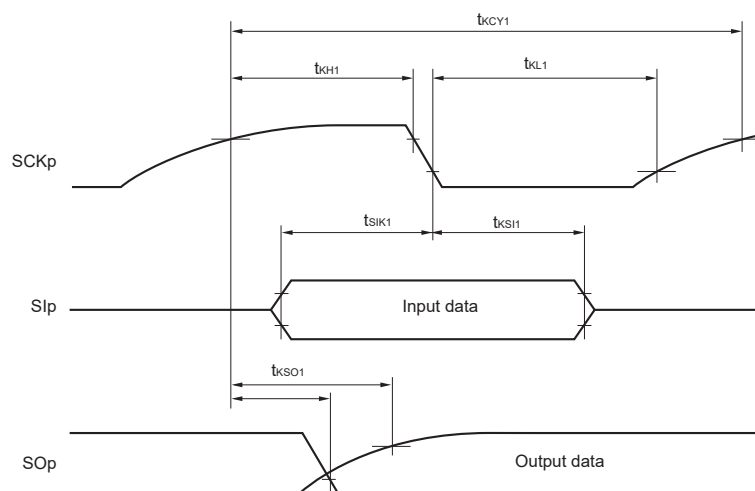 tKCY1
tKH1
tKL1
SCKp
tSIK1
tKSI1
SIp
Input data
tKSO1
SOp
Output data